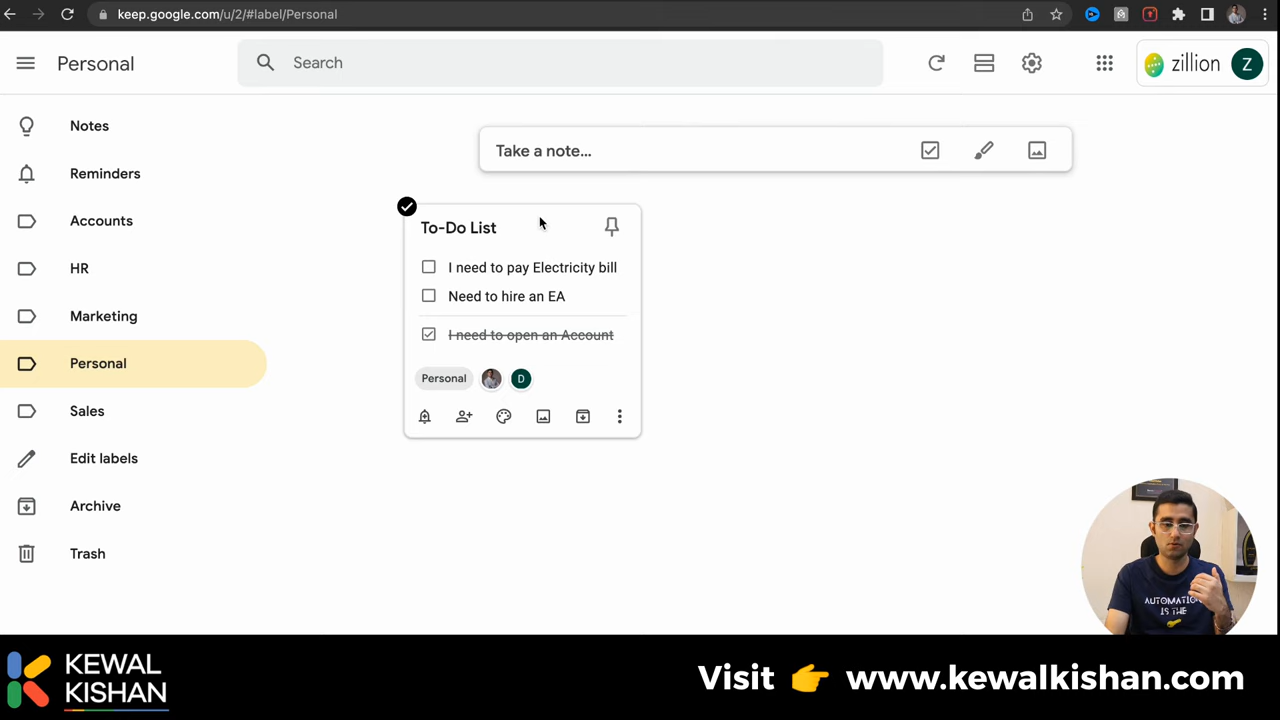 keep.google.com/u/2/#label/Personal
Personal
Search
zillion
Z
Notes
Reminders
Accounts
HR
Marketing
Personal
Sales
Edit labels
Archive
Trash
Take a note...
To-Do List
I need to pay Electricity bill
Need to hire an EA
I need to open an Account
Personal
D
AUTOMATION
IS THE
KEWAL
KISHAN
Visit 👉 www.kewalkishan.com